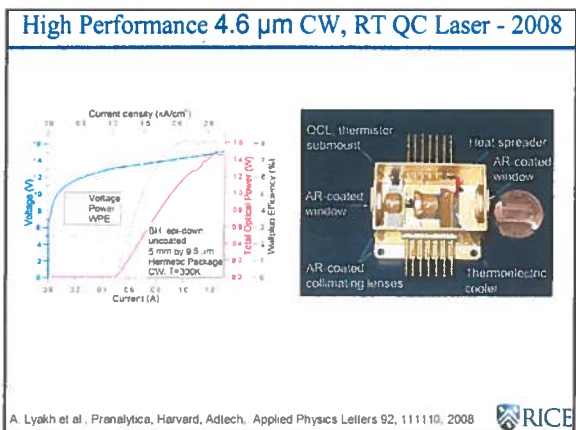 High Performance 4.6 µm CW, RT QC Laser - 2008
Current density (kA/cm²)
Voltage (V)
Voltage
Power
WPE
BH, epi-down
uncoated
5 mm by 9.5 µm
Hermetic Package
CW, T=300K
Total Optical Power (W)
Wallplug Efficiency (%)
Current (A)
QCL, thermistor
submount
Heat spreader
AR-coated
window
AR-coated
window
AR-coated
collimating lenses
Thermoelectric
cooler
A. Lyakh et al, Pranalytica, Harvard, Adtech, Applied Physics Letters 92, 111110, 2008
RICE